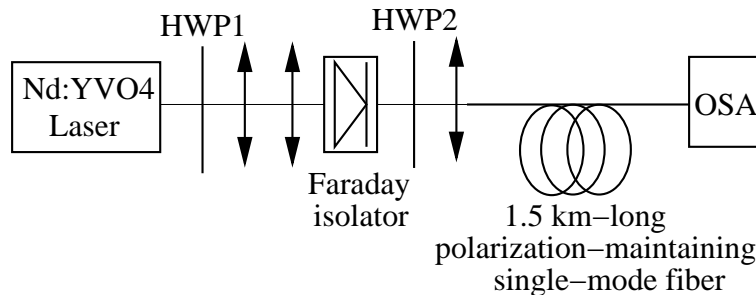 HWP1
HWP2
Nd:YVO4
Laser
OSA
Faraday
isolator
1.5 km−long
polarization−maintaining
single−mode fiber